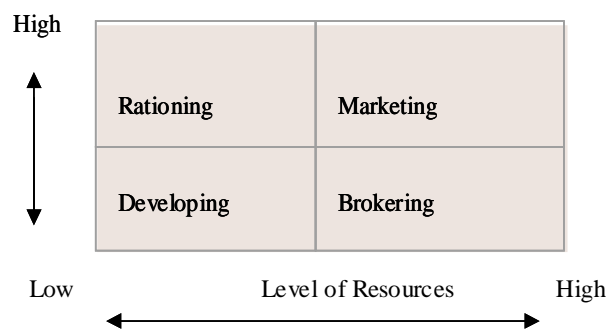 High
Rationing Marketing
Developing Brokering
Low Level of Resources High